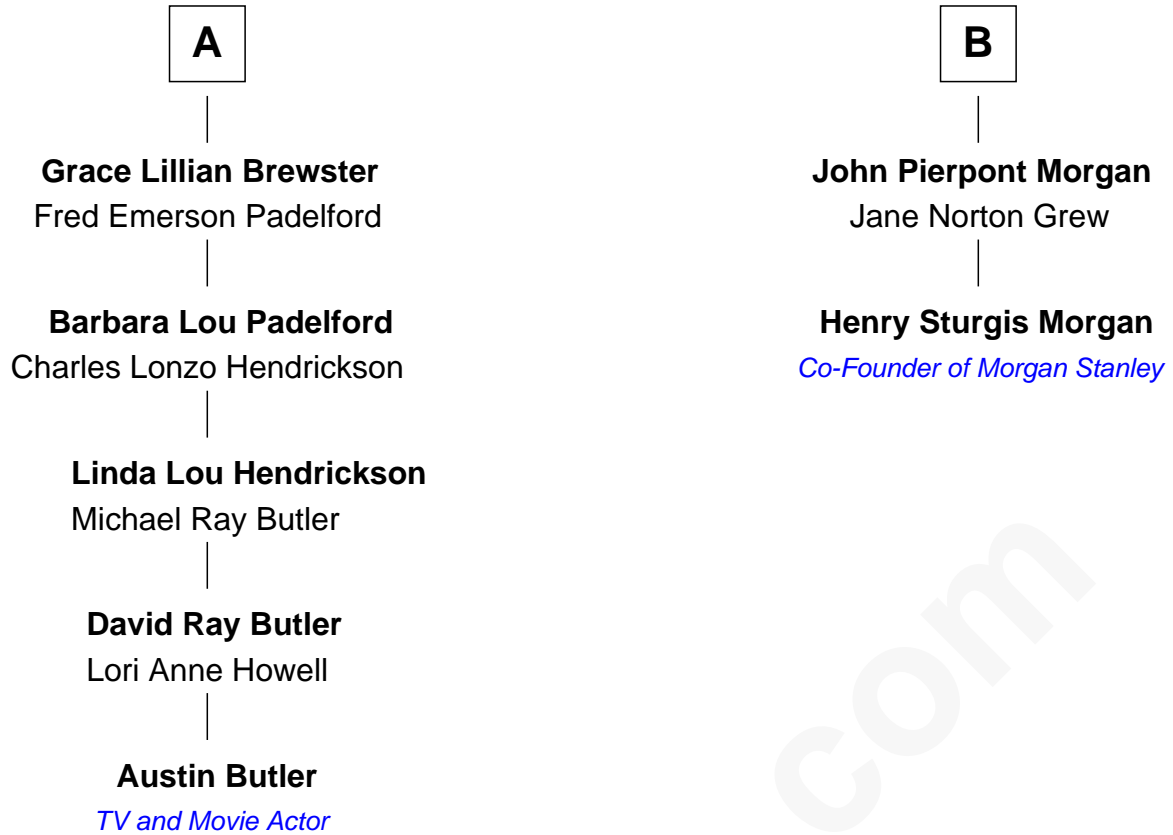 A
Grace Lillian Brewster
Fred Emerson Padelford
Barbara Lou Padelford
Charles Lonzo Hendrickson
Linda Lou Hendrickson
Michael Ray Butler
David Ray Butler
Lori Anne Howell
Austin Butler
TV and Movie Actor
B
John Pierpont Morgan
Jane Norton Grew
Henry Sturgis Morgan
Co-Founder of Morgan Stanley
com